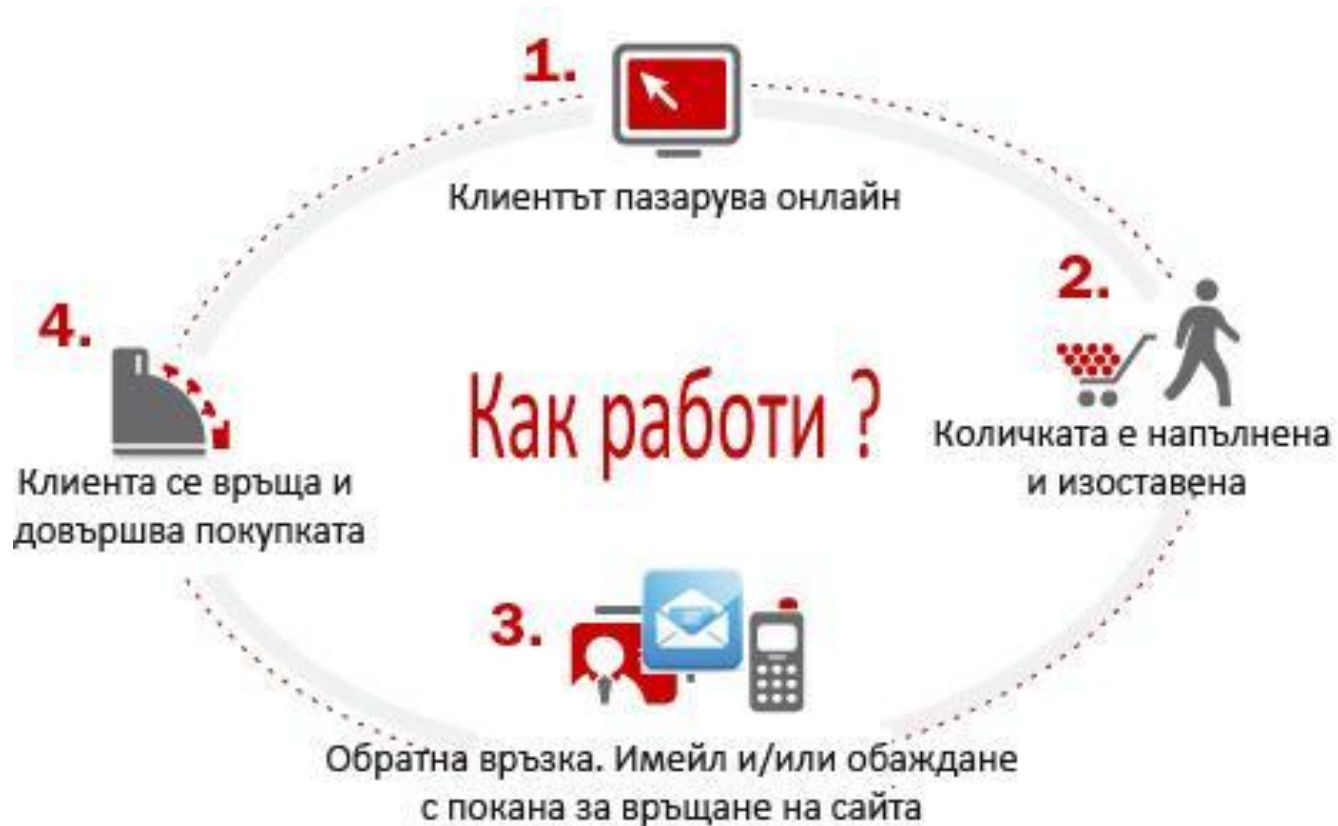 1.
Клиентът пазарува онлайн
2.
Количката е напълнена
и изоставена
Как работи ?
3.
Обратна връзка. Имейл и/или обаждане
с покана за връщане на сайта
4.
Клиента се връща и
довършва покупката